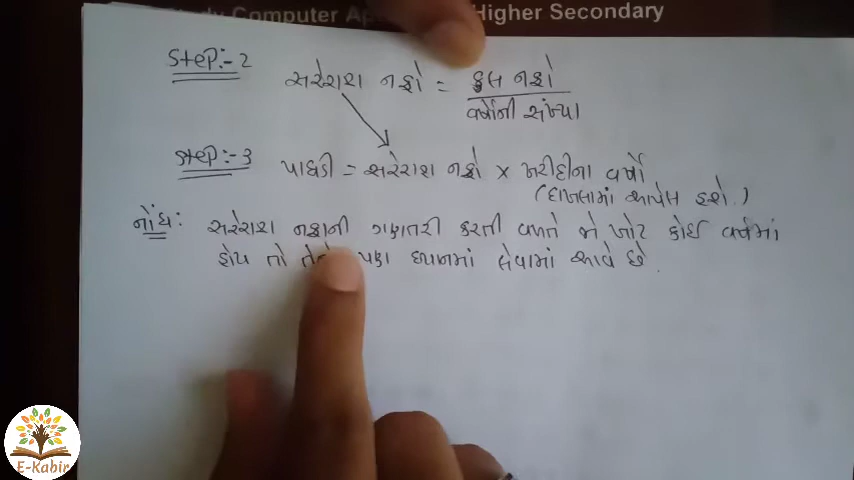 Higher Secondary
Step:-2
સરેરાશ નફો = કુલ નફો
વર્ષોની સંખ્યા
Step:-3 પાઘડી = સરેરાશ નફો × ખરીદીના વર્ષો
(દાખલામાં આપેલ હશે.)
નોંધ: સરેરાશ નફાની ગણતરી કરતી વખતે જો ખોટ કોઈ વર્ષમાં
હોય તો પણ ધ્યાનમાં લેવામાં આવે છે.
E-Kabir